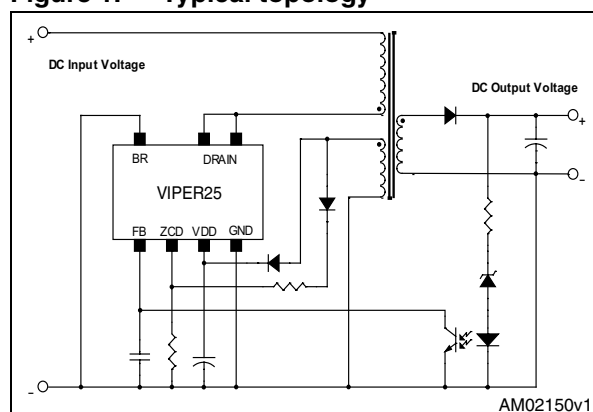 Figure 1. Typical topology
+
DC Input Voltage
DC Output Voltage
+
BR DRAIN
VIPER25
-
FB ZCD VDD GND
-
AM02150v1